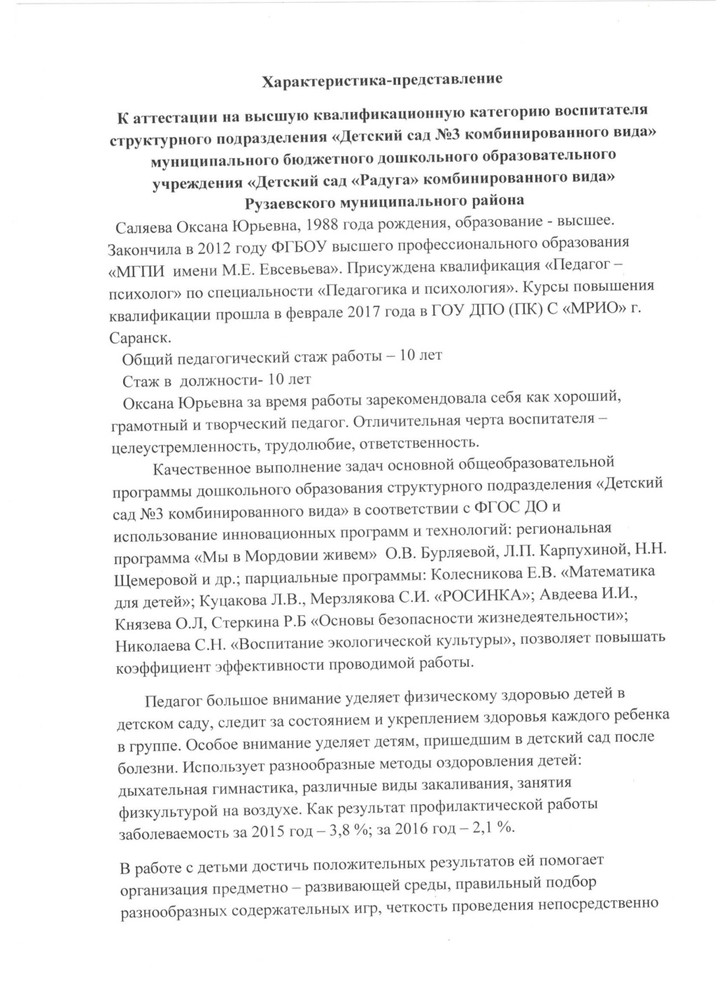 Характеристика-представление
К аттестации на высшую квалификационную категорию воспитателя
структурного подразделения «Детский сад №3 комбинированного вида»
муниципального бюджетного дошкольного образовательного
учреждения «Детский сад «Радуга» комбинированного вида»
Рузаевского муниципального района
Саляева Оксана Юрьевна, 1988 года рождения, образование - высшее.
Закончила в 2012 году ФГБОУ высшего профессионального образования
«МГПИ имени М.Е. Евсевьева». Присуждена квалификация «Педагог –
психолог» по специальности «Педагогика и психология». Курсы повышения
квалификации прошла в феврале 2017 года в ГОУ ДПО (ПК) С «МРИО» г.
Саранск.
Общий педагогический стаж работы – 10 лет
Стаж в должности- 10 лет
Оксана Юрьевна за время работы зарекомендовала себя как хороший,
грамотный и творческий педагог. Отличительная черта воспитателя –
целеустремленность, трудолюбие, ответственность.
Качественное выполнение задач основной общеобразовательной
программы дошкольного образования структурного подразделения «Детский
сад №3 комбинированного вида» в соответствии с ФГОС ДО и
использование инновационных программ и технологий: региональная
программа «Мы в Мордовии живем» О.В. Бурляевой, Л.П. Карпухиной, Н.Н.
Щемеровой и др.; парциальные программы: Колесникова Е.В. «Математика
для детей»; Куцакова Л.В., Мерзлякова С.И. «РОСИНКА»; Авдеева И.И.,
Князева О.Л, Стеркина Р.Б «Основы безопасности жизнедеятельности»;
Николаева С.Н. «Воспитание экологической культуры», позволяет повышать
коэффициент эффективности проводимой работы.
Педагог большое внимание уделяет физическому здоровью детей в
детском саду, следит за состоянием и укреплением здоровья каждого ребенка
в группе. Особое внимание уделяет детям, пришедшим в детский сад после
болезни. Использует разнообразные методы оздоровления детей:
дыхательная гимнастика, различные виды закаливания, занятия
физкультурой на воздухе. Как результат профилактической работы
заболеваемость за 2015 год – 3,8 %; за 2016 год – 2,1 %.
В работе с детьми достичь положительных результатов ей помогает
организация предметно – развивающей среды, правильный подбор
разнообразных содержательных игр, четкость проведения непосредственно